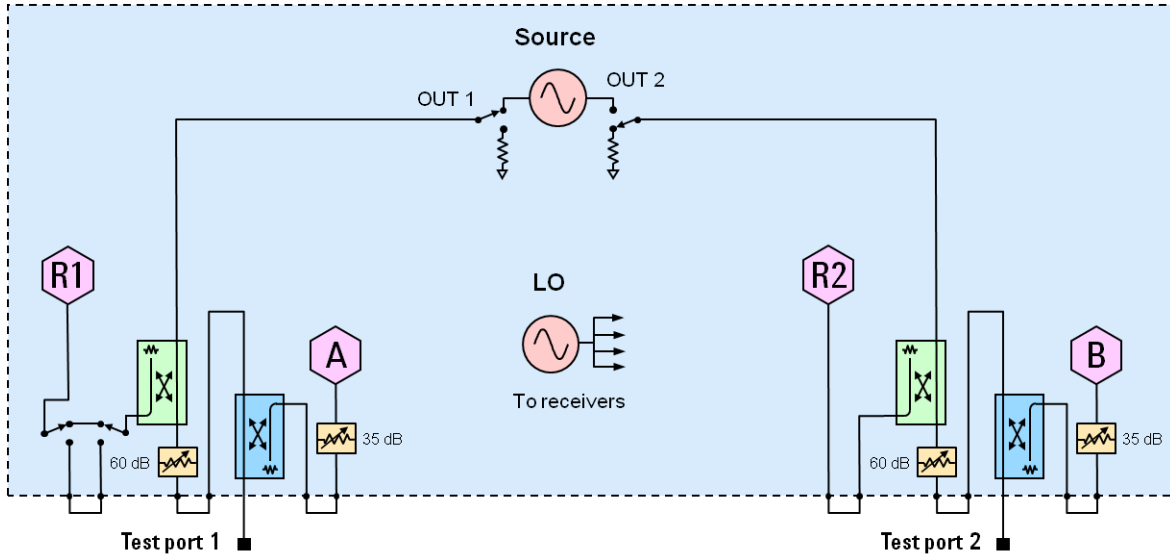 Source
OUT 1
OUT 2
R1
A
LO
To receivers
R2
B
60 dB
35 dB
60 dB
35 dB
Test port 1
Test port 2